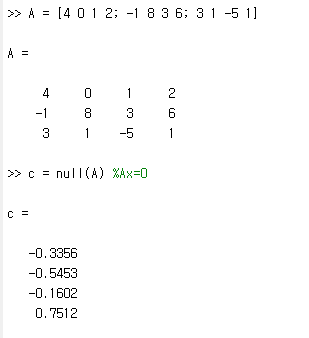 >> A = [4 0 1 2; -1 8 3 6; 3 1 -5 1]
A =
4 0 1 2
-1 8 3 6
3 1 -5 1
>> c = null(A) %Ax=0
c =
-0.3356
-0.5453
-0.1602
0.7512